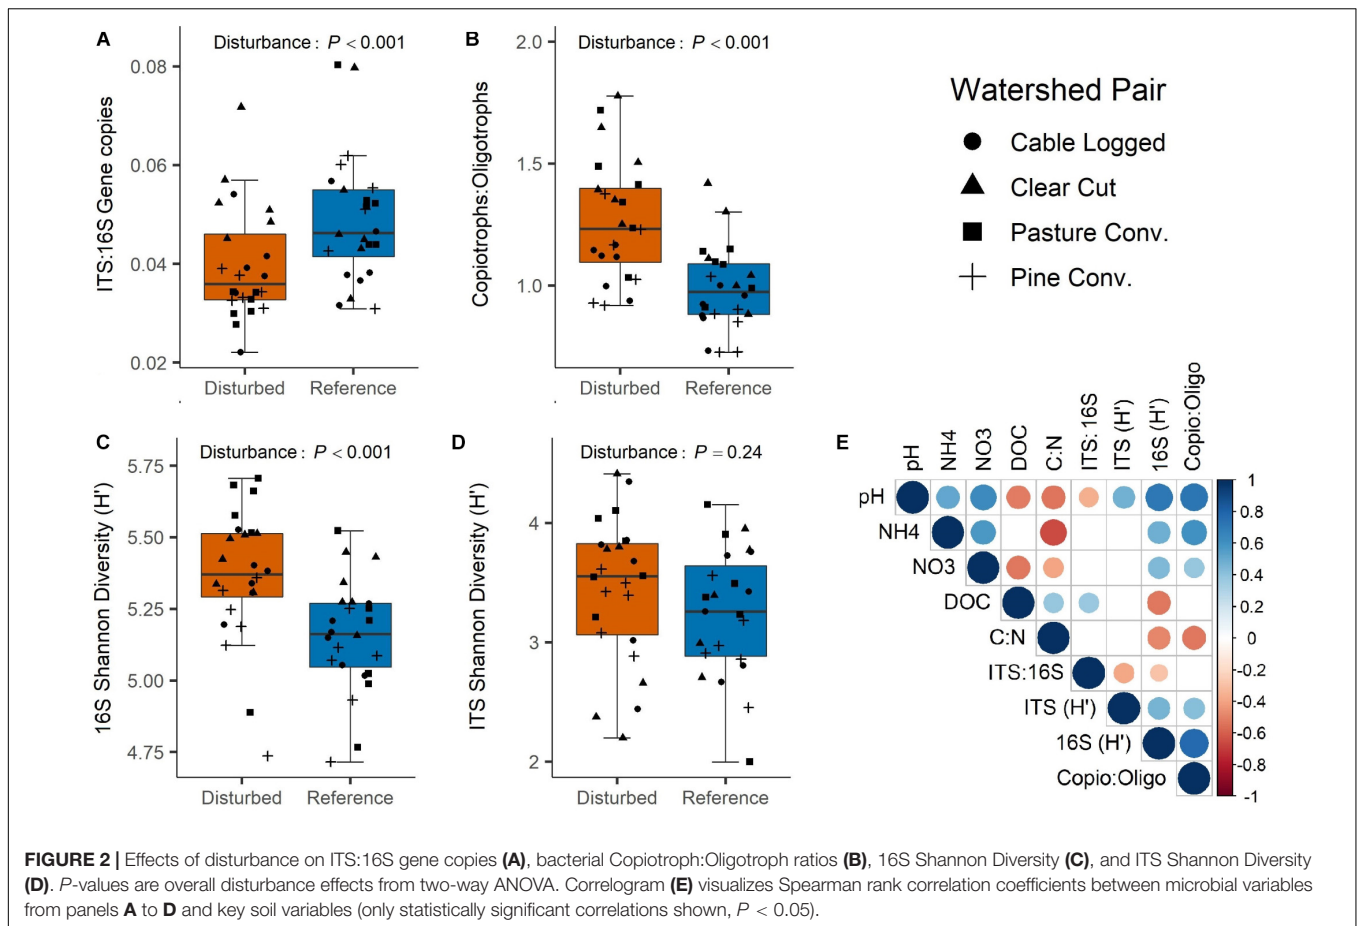 A
Disturbance : P < 0.001
ITS:16S Gene copies
0.08
0.06
0.04
0.02
Disturbed
Reference
B
Disturbance : P < 0.001
Copiotrophs:Oligotrophs
2.0
1.5
1.0
Disturbed
Reference
Watershed Pair
Cable Logged
Clear Cut
Pasture Conv.
Pine Conv.
C
Disturbance : P < 0.001
16S Shannon Diversity (H')
5.75
5.50
5.25
5.00
4.75
Disturbed
Reference
D
Disturbance : P = 0.24
ITS Shannon Diversity (H')
4
3
2
Disturbed
Reference
E
pH
NH4
NO3
DOC
C:N
ITS: 16S
ITS (H')
16S (H')
Copio:Oligo
pH
NH4
NO3
DOC
C:N
ITS:16S
ITS (H')
16S (H')
Copio:Oligo
1
0.8
0.6
0.4
0.2
0
-0.2
-0.4
-0.6
-0.8
-1
FIGURE 2 | Effects of disturbance on ITS:16S gene copies (A), bacterial Copiotroph:Oligotroph ratios (B), 16S Shannon Diversity (C), and ITS Shannon Diversity
(D). P-values are overall disturbance effects from two-way ANOVA. Correlogram (E) visualizes Spearman rank correlation coefficients between microbial variables
from panels A to D and key soil variables (only statistically significant correlations shown, P < 0.05).